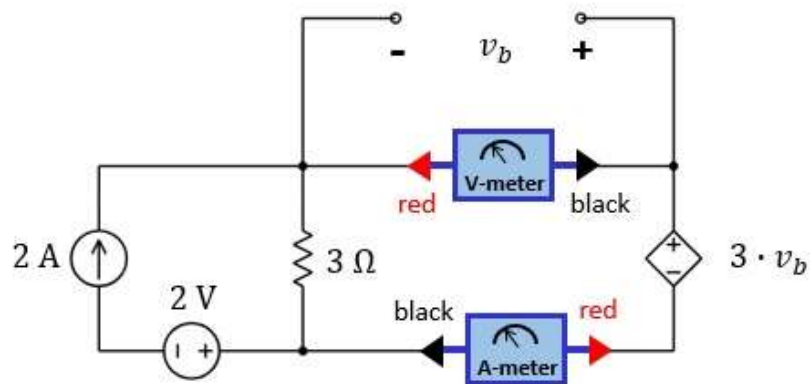 - v_b +
V-meter
red
black
2 A
3 Ω
+
−
3 · v_b
2 V
black
red
− +
A-meter